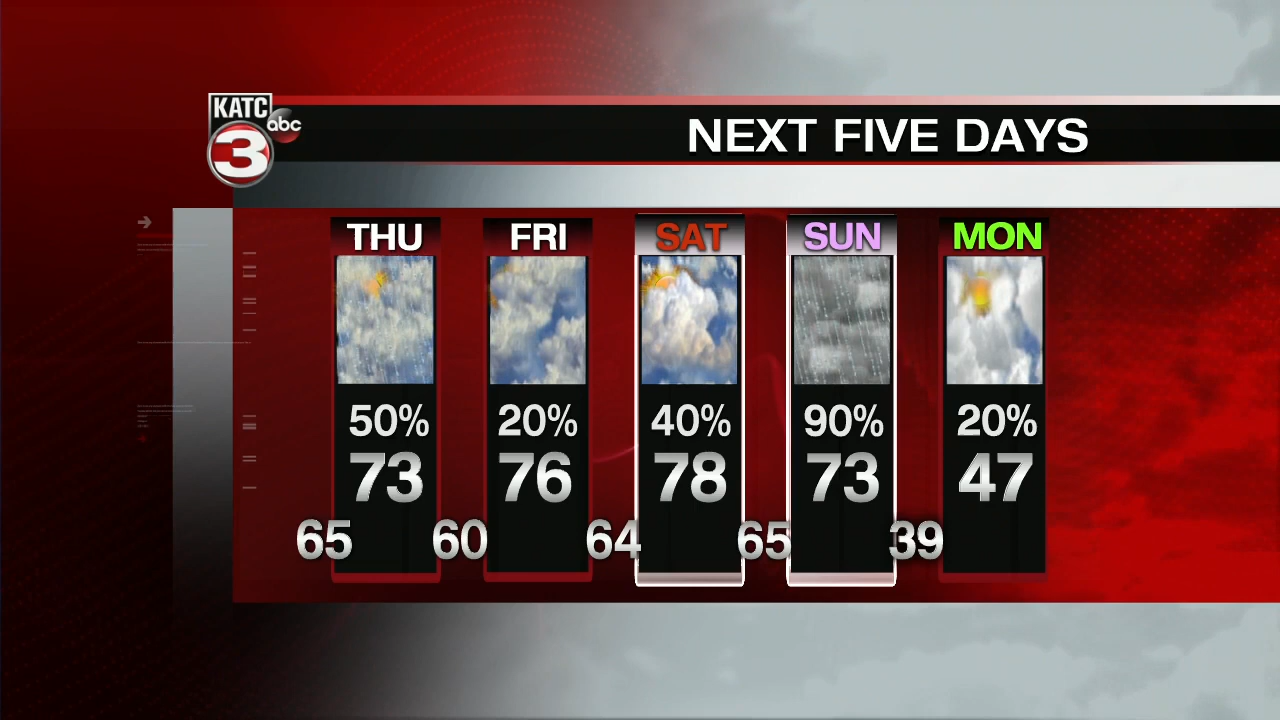 KATC
abc
3
NEXT FIVE DAYS
THU FRI SAT SUN MON
50% 20% 40% 90% 20%
73 76 78 73 47
65 60 64 65 39